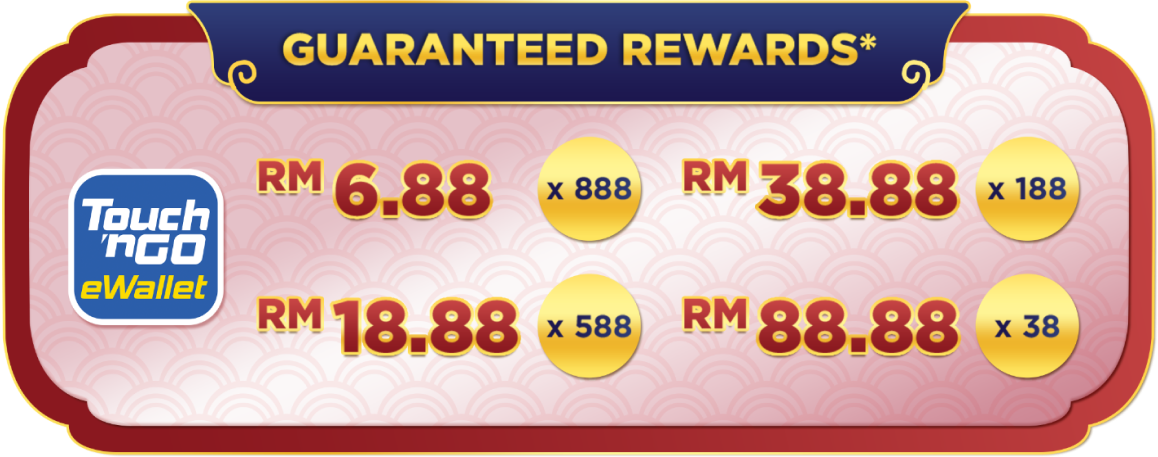 GUARANTEED REWARDS*
Touch
'nGO
eWallet
RM 6.88 x 888
RM 38.88 x 188
RM 18.88 x 588
RM 88.88 x 38